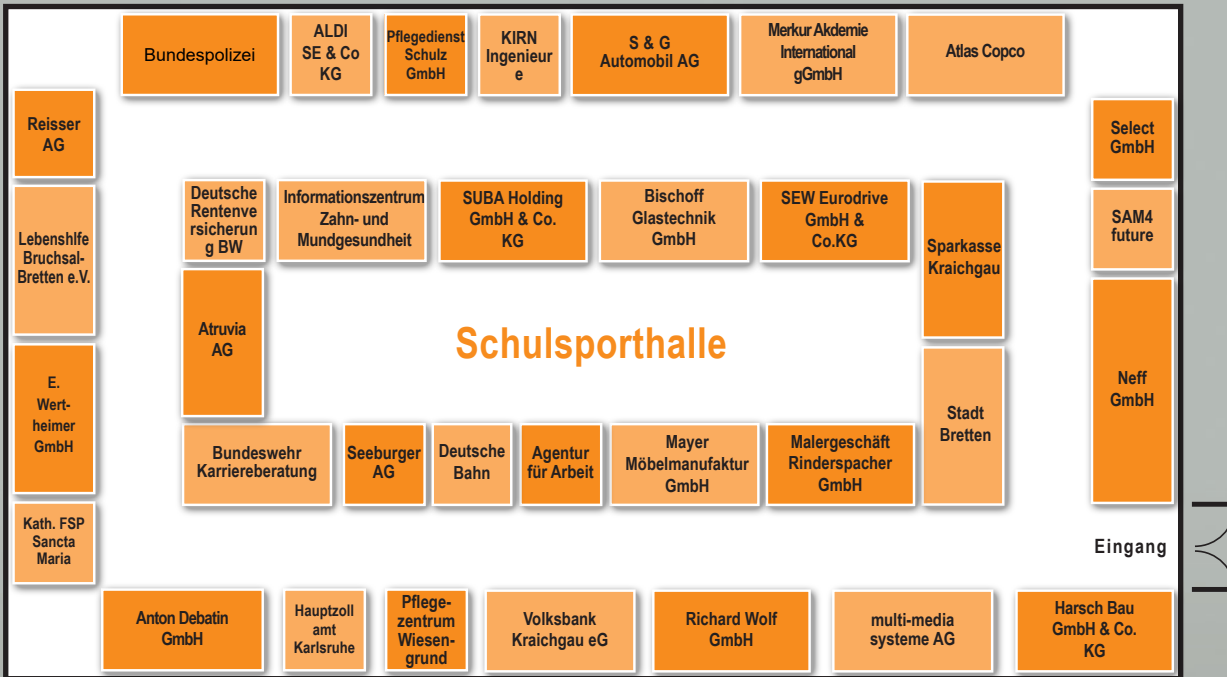 Bundespolizei
ALDI
SE & Co
KG
Pflegedienst
Schulz
GmbH
KIRN
Ingenieur
e
S & G
Automobil AG
Merkur Akdemie
International
gGmbH
Atlas Copco
Reisser
AG
Select
GmbH
Lebenshlfe
Bruchsal-
Bretten e.V.
Deutsche
Rentenve
rsicherun
g BW
Informationszentrum
Zahn- und
Mundgesundheit
SUBA Holding
GmbH & Co.
KG
Bischoff
Glastechnik
GmbH
SEW Eurodrive
GmbH &
Co.KG
Sparkasse
Kraichgau
SAM4
future
Atruvia
AG
Schulsporthalle
E.
Wert-
heimer
GmbH
Neff
GmbH
Stadt
Bretten
Bundeswehr
Karriereberatung
Seeburger
AG
Deutsche
Bahn
Agentur
für Arbeit
Mayer
Möbelmanufaktur
GmbH
Malergeschäft
Rinderspacher
GmbH
Kath. FSP
Sancta
Maria
Eingang
Anton Debatin
GmbH
Hauptzoll
amt
Karlsruhe
Pflege-
zentrum
Wiesen-
grund
Volksbank
Kraichgau eG
Richard Wolf
GmbH
multi-media
systeme AG
Harsch Bau
GmbH & Co.
KG